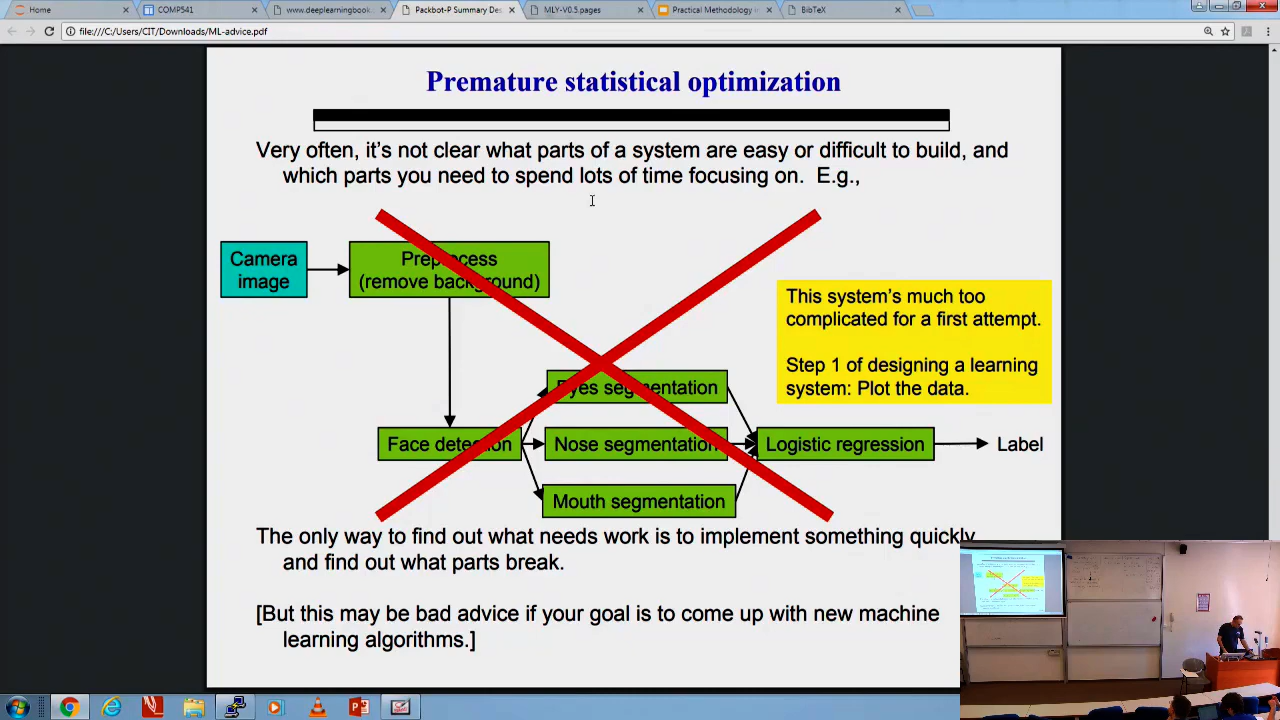 Home
COMP541
www.deeplearningbook
Packbot-P Summary Des
MLY-V0.5.pages
Practical Methodology
BibTeX
file:///C:/Users/CIT/Downloads/ML-advice.pdf
Premature statistical optimization
Very often, it's not clear what parts of a system are easy or difficult to build, and
which parts you need to spend lots of time focusing on. E.g.,
Camera
image
Preprocess
(remove background)
This system's much too
complicated for a first attempt.
Step 1 of designing a learning
system: Plot the data.
Eyes segmentation
Face detection
Nose segmentation
Logistic regression
Label
Mouth segmentation
The only way to find out what needs work is to implement something quickly
and find out what parts break.
[But this may be bad advice if your goal is to come up with new machine
learning algorithms.]